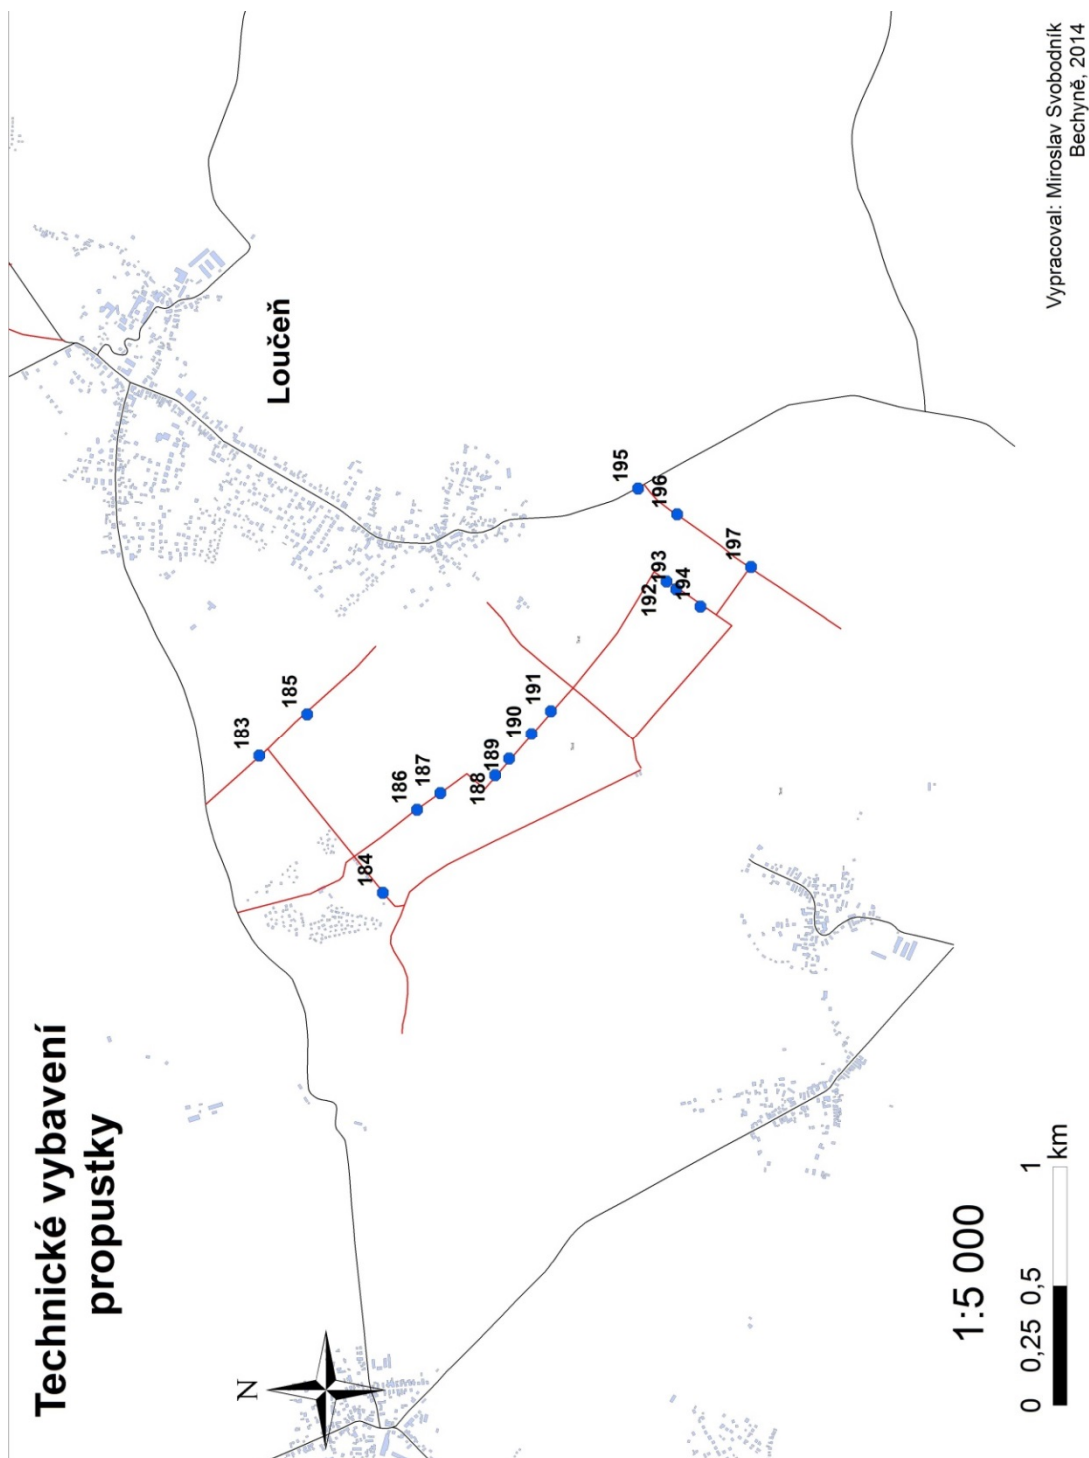 Technické vybavení
propustky
N
Loučeň
183
185
184
186
187
188
189
190
191
192
193
194
195
196
197
1:5 000
0 0,25 0,5 1
km
Vypracoval: Miroslav Svobodník
Bechyně, 2014